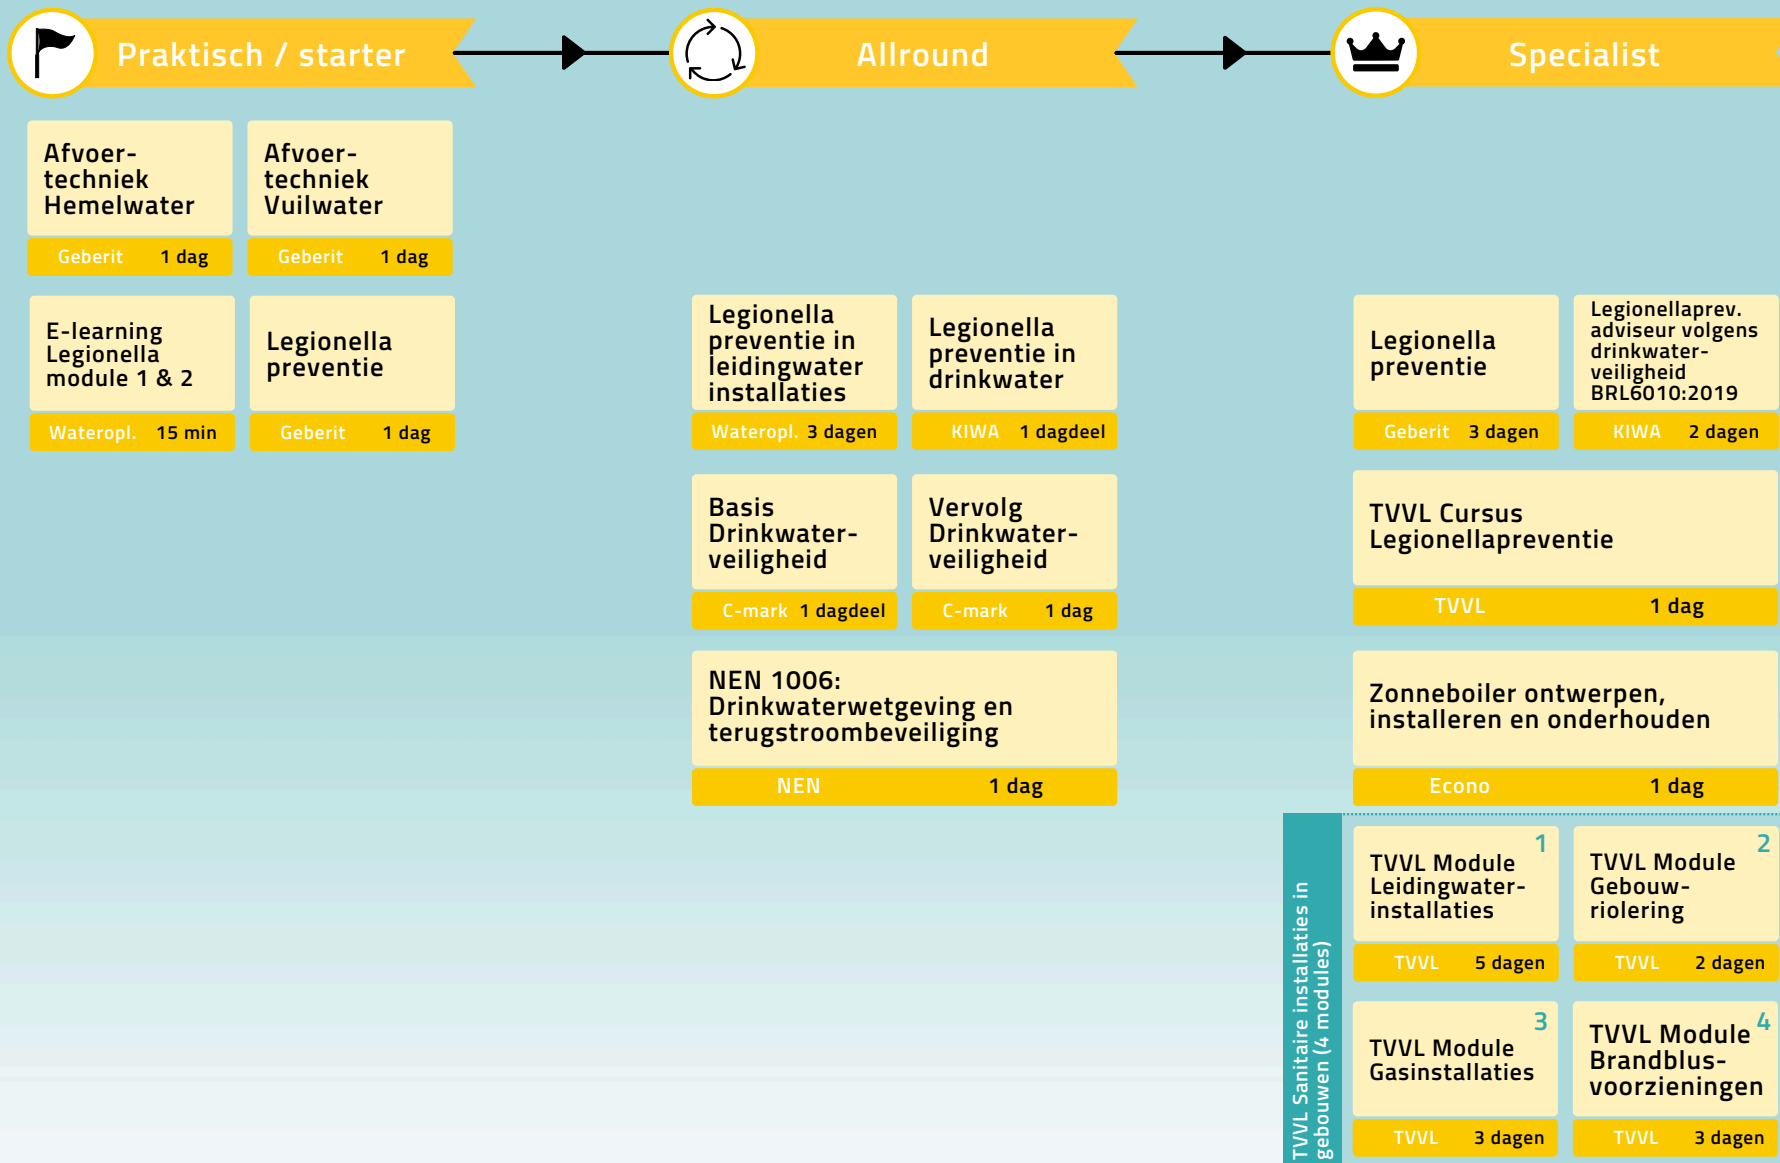 Praktisch / starter
Allround
Specialist
Afvoer-
techniek
Hemelwater
Geberit 1 dag
Afvoer-
techniek
Vuilwater
Geberit 1 dag
E-learning
Legionella
module 1 & 2
Wateropl. 15 min
Legionella
preventie
Geberit 1 dag
Legionella
preventie in
leidingwater
installaties
Wateropl. 3 dagen
Legionella
preventie in
drinkwater
KIWA 1 dagdeel
Basis
Drinkwater-
veiligheid
C-mark 1 dagdeel
Vervolg
Drinkwater-
veiligheid
C-mark 1 dag
NEN 1006:
Drinkwaterwetgeving en
terugstroombeveiliging
NEN 1 dag
Legionella
preventie
Geberit 3 dagen
Legionellaprev.
adviseur volgens
drinkwater-
veiligheid
BRL6010:2019
KIWA 2 dagen
TVVL Cursus
Legionellapreventie
TVVL 1 dag
Zonneboiler ontwerpen,
installeren en onderhouden
Econo 1 dag
TVVL Sanitaire installaties in
gebouwen (4 modules)
1
TVVL Module
Leidingwater-
installaties
TVVL 5 dagen
2
TVVL Module
Gebouw-
riolering
TVVL 2 dagen
3
TVVL Module
Gasinstallaties
TVVL 3 dagen
4
TVVL Module
Brandblus-
voorzieningen
TVVL 3 dagen